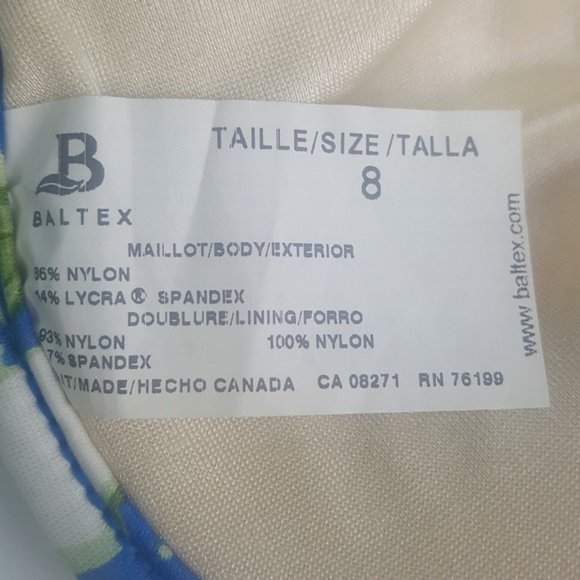 B
BALTEX
TAILLE/SIZE/TALLA
8
MAILLOT/BODY/EXTERIOR
86% NYLON
14% LYCRA® SPANDEX
DOUBLURE/LINING/FORRO
93% NYLON 100% NYLON
7% SPANDEX
IT/MADE/HECHO CANADA CA 08271 RN 76199
www.baltex.com